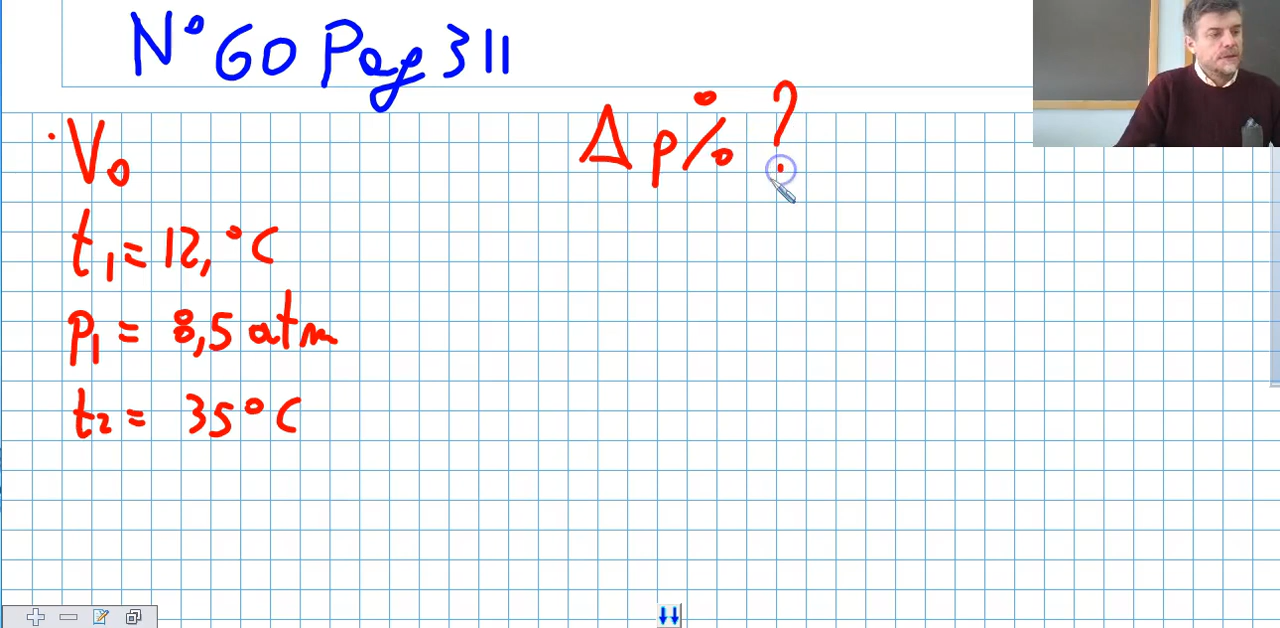 N° 60 Pag 311
Δp% ?
V₀
t₁ = 12,°C
p₁ = 8,5 atm
t₂ = 35°C